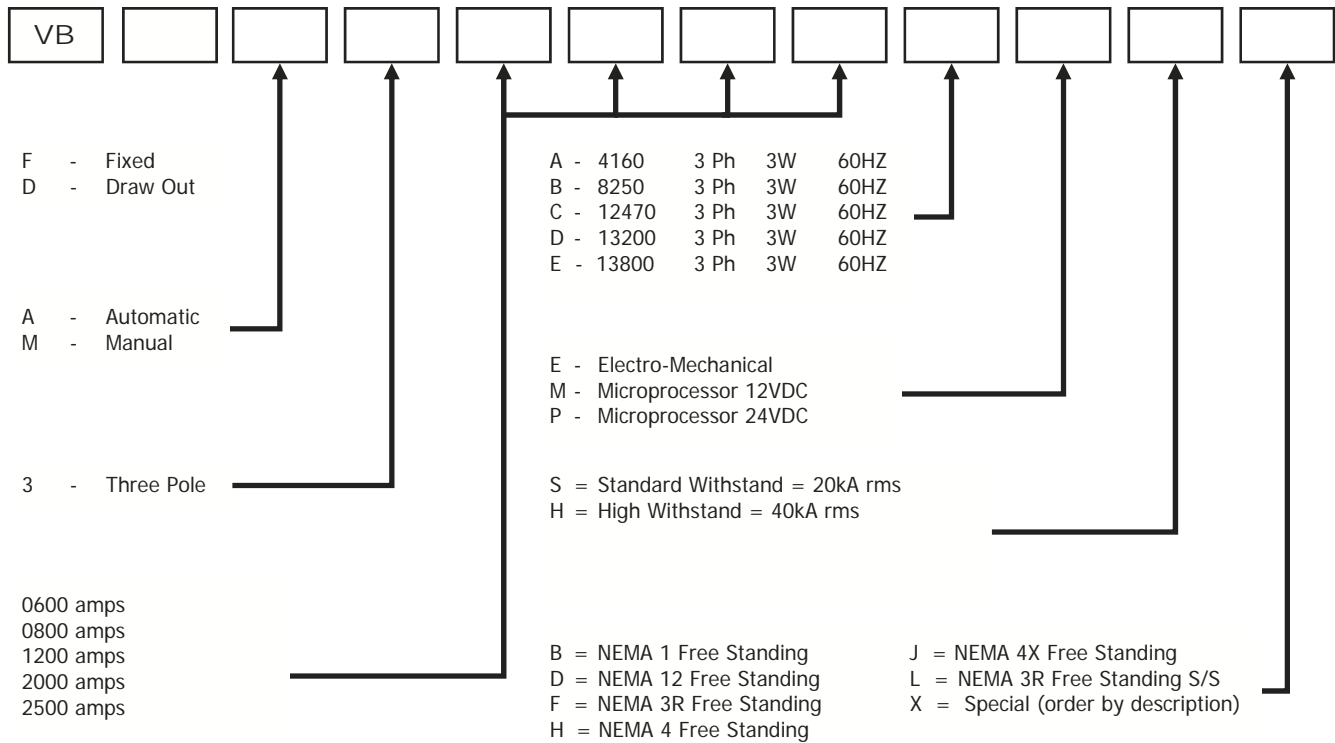 VB
F - Fixed
D - Draw Out
A - Automatic
M - Manual
3 - Three Pole
0600 amps
0800 amps
1200 amps
2000 amps
2500 amps
A - 4160 3 Ph 3W 60HZ
B - 8250 3 Ph 3W 60HZ
C - 12470 3 Ph 3W 60HZ
D - 13200 3 Ph 3W 60HZ
E - 13800 3 Ph 3W 60HZ
E - Electro-Mechanical
M - Microprocessor 12VDC
P - Microprocessor 24VDC
S = Standard Withstand = 20kA rms
H = High Withstand = 40kA rms
B = NEMA 1 Free Standing
D = NEMA 12 Free Standing
F = NEMA 3R Free Standing
H = NEMA 4 Free Standing
J = NEMA 4X Free Standing
L = NEMA 3R Free Standing S/S
X = Special (order by description)